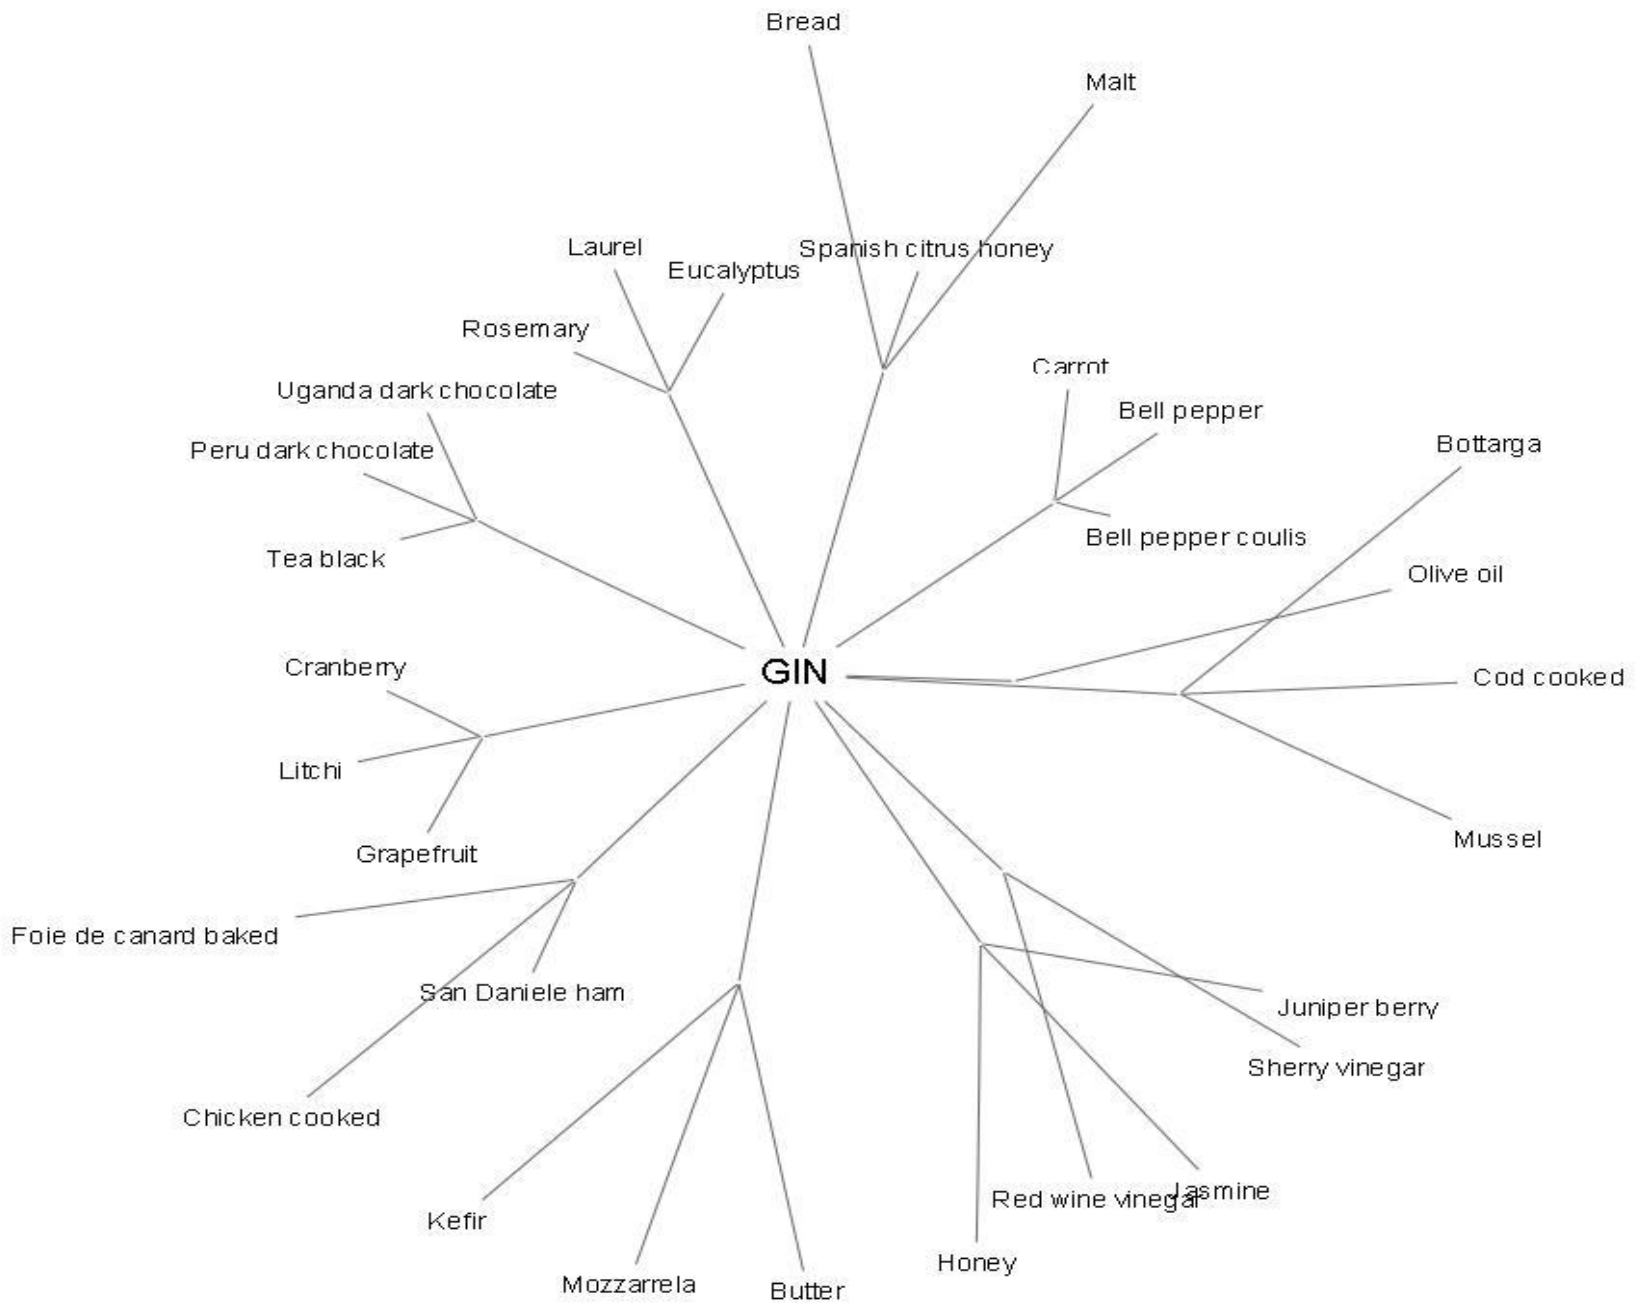 Bread
Malt
Laurel
Spanish citrus honey
Eucalyptus
Rosemary
Carrot
Uganda dark chocolate
Bell pepper
Peru dark chocolate
Bottarga
Bell pepper coulis
Tea black
Olive oil
Cranberry
GIN
Cod cooked
Litchi
Mussel
Grapefruit
Foie de canard baked
San Daniele ham
Juniper berry
Sherry vinegar
Chicken cooked
Jasmine
Red wine vinegar
Kefir
Honey
Mozzarrela
Butter